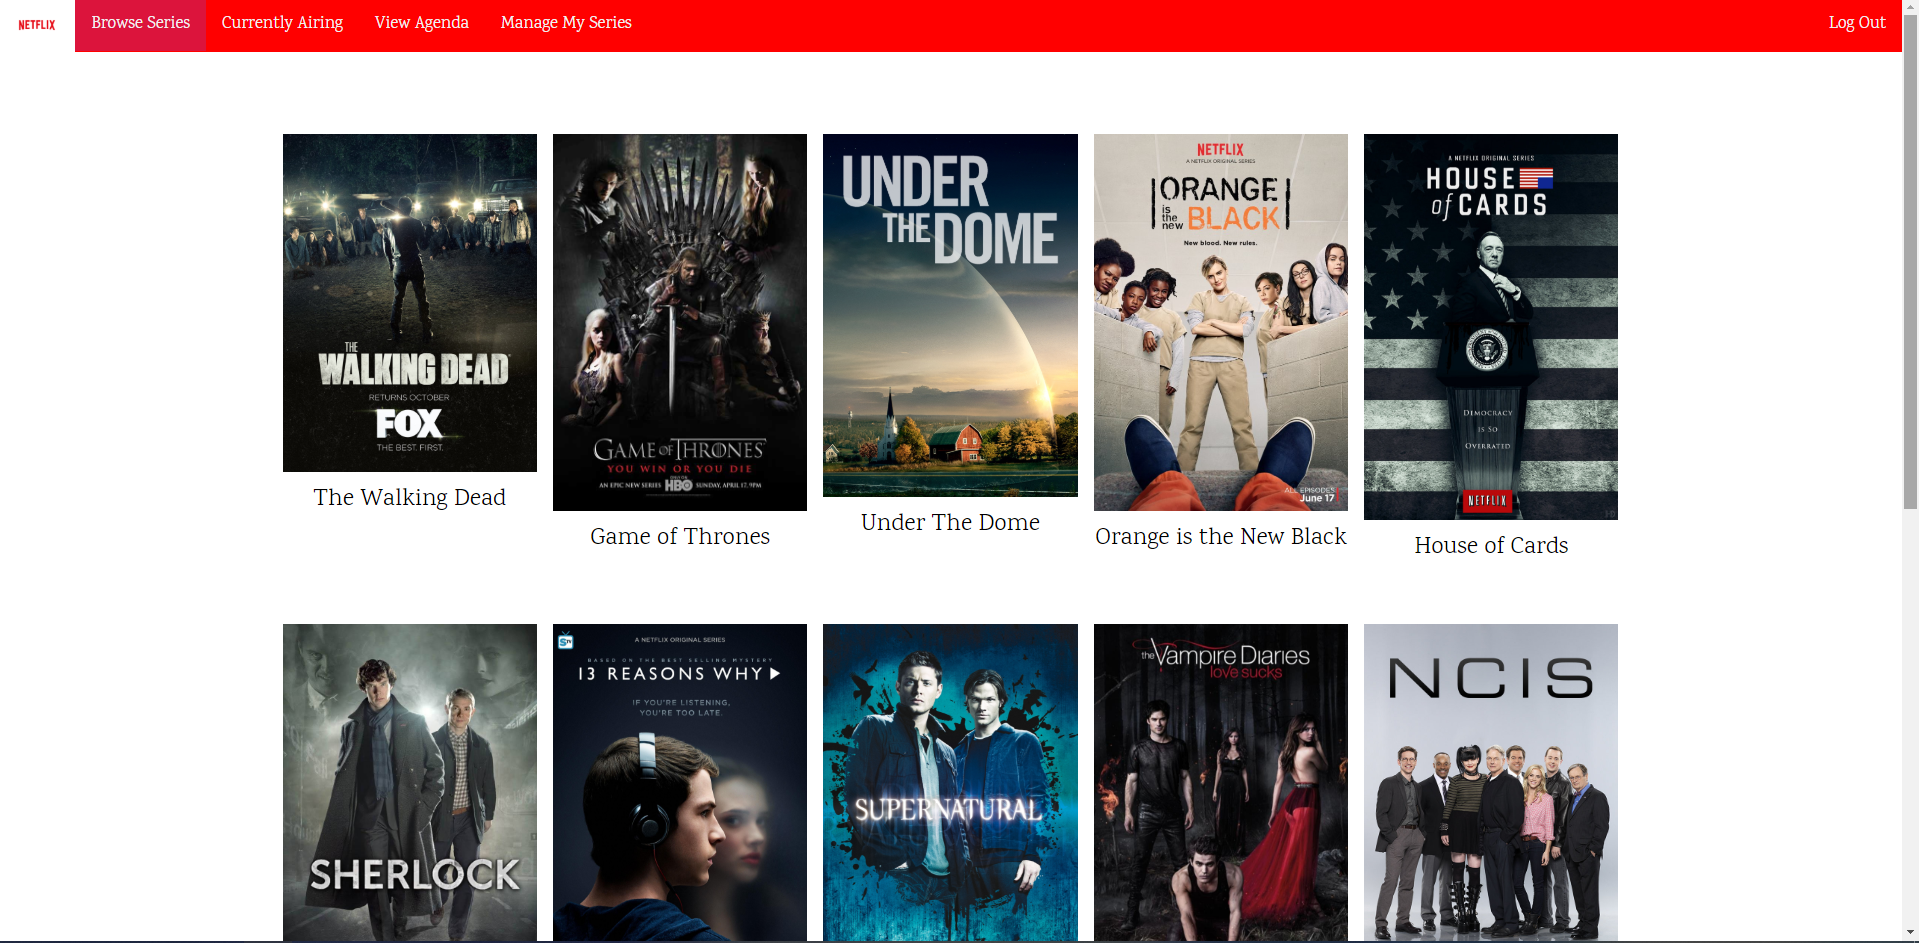 NETFLIX
Browse Series
Currently Airing
View Agenda
Manage My Series
Log Out
THE
WALKING DEAD
RETURNS OCTOBER
FOX
THE BEST. FIRST.
The Walking Dead
GAME OF THRONES
YOU WIN OR YOU DIE
AN EPIC NEW SERIES HBO SUNDAY, APRIL 17, 9PM
Game of Thrones
UNDER
THE DOME
Under The Dome
NETFLIX
A NETFLIX ORIGINAL SERIES
ORANGE
is the new BLACK
New blood. New rules.
ALL EPISODES
June 17
Orange is the New Black
A NETFLIX ORIGINAL SERIES
HOUSE
of CARDS
DEMOCRACY
IS SO
OVERRATED
NETFLIX
House of Cards
SHERLOCK
STV
A NETFLIX ORIGINAL SERIES
BASED ON THE BEST SELLING MYSTERY
13 REASONS WHY
IF YOU'RE LISTENING,
YOU'RE TOO LATE.
SUPERNATURAL
the Vampire Diaries
love sucks
NCIS